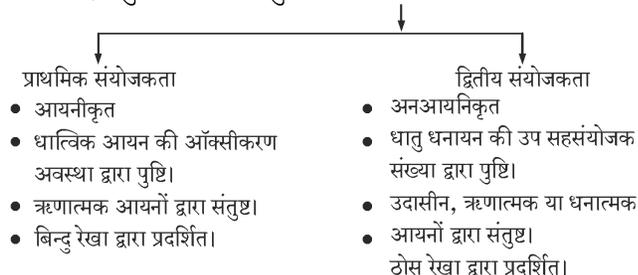 प्राथमिक संयोजकता
• आयनीकृत
• धात्विक आयन की ऑक्सीकरण
अवस्था द्वारा पुष्टि।
• ऋणात्मक आयनों द्वारा संतुष्ट।
• बिन्दु रेखा द्वारा प्रदर्शित।
द्वितीय संयोजकता
• अनआयनिकृत
• धातु धनायन की उप सहसंयोजक
संख्या द्वारा पुष्टि।
• उदासीन, ऋणात्मक या धनात्मक
• आयनों द्वारा संतुष्ट।
ठोस रेखा द्वारा प्रदर्शित।